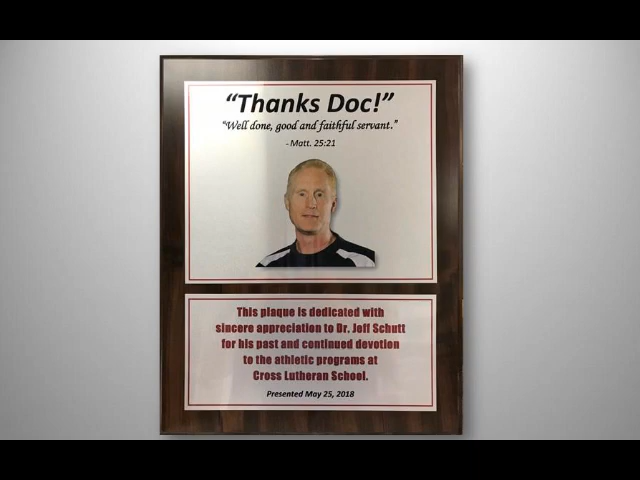 “Thanks Doc!”
“Well done, good and faithful servant.”
- Matt. 25:21
This plaque is dedicated with
sincere appreciation to Dr. Jeff Schutt
for his past and continued devotion
to the athletic programs at
Cross Lutheran School.
Presented May 25, 2018